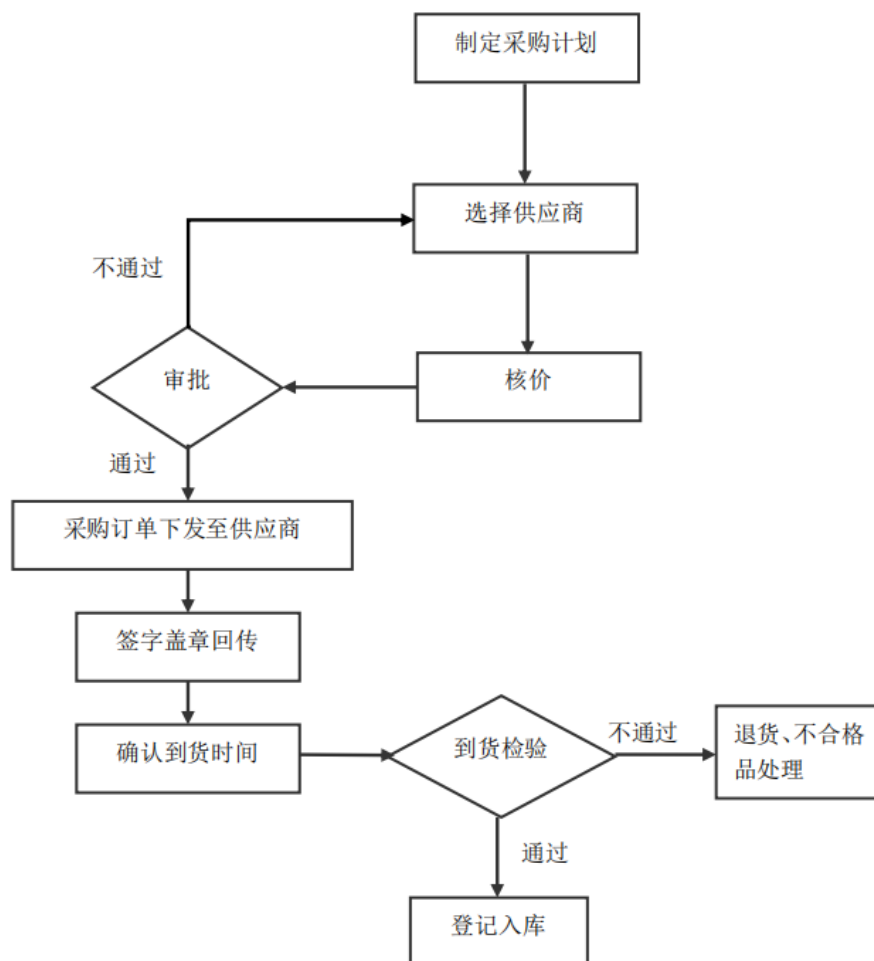 制定采购计划
选择供应商
不通过
审批
核价
通过
采购订单下发至供应商
签字盖章回传
确认到货时间
到货检验
不通过
退货、不合格
品处理
通过
登记入库